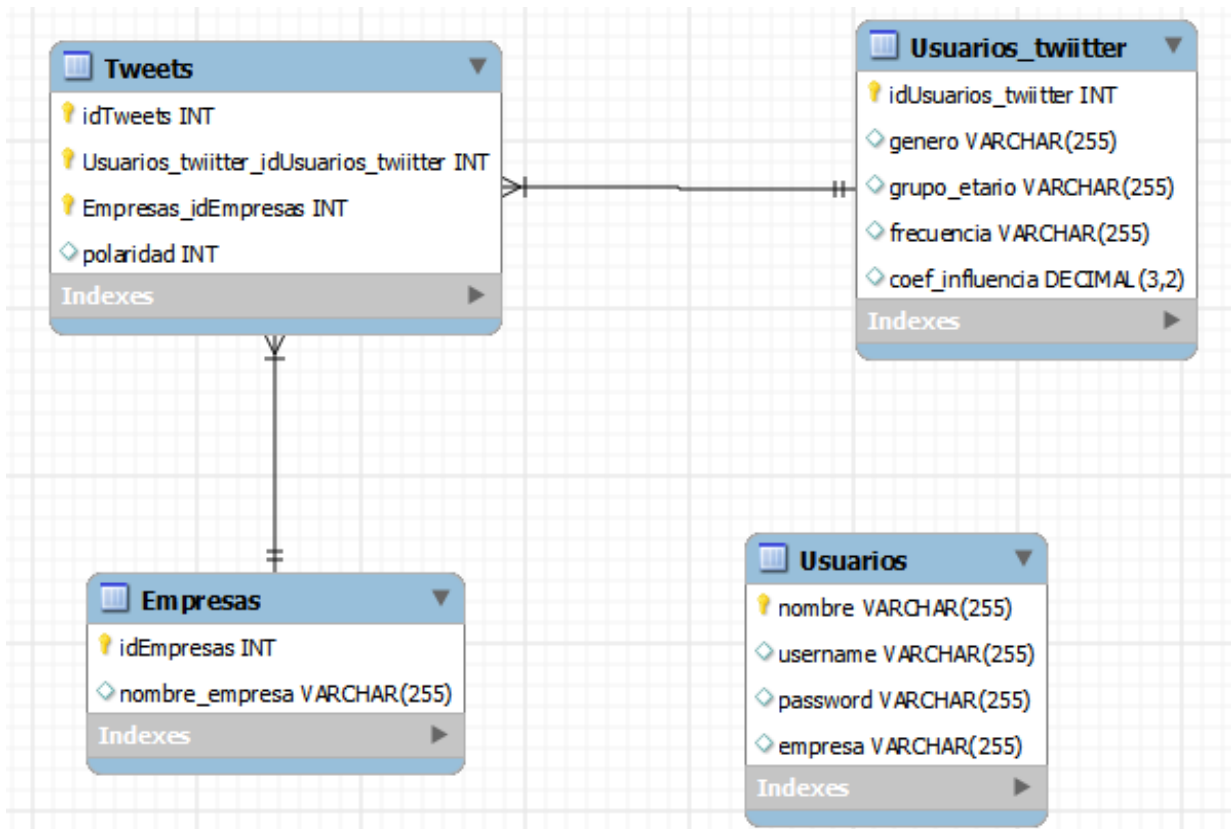 Tweets
idTweets INT
Usuarios_twiitter_idUsuarios_twiitter INT
Empresas_idEmpresas INT
polaridad INT
Indexes
Usuarios_twiitter
idUsuarios_twiitter INT
genero VARCHAR(255)
grupo_etario VARCHAR(255)
frecuencia VARCHAR(255)
coef_influencia DECIMAL(3,2)
Indexes
Empresas
idEmpresas INT
nombre_empresa VARCHAR(255)
Indexes
Usuarios
nombre VARCHAR(255)
username VARCHAR(255)
password VARCHAR(255)
empresa VARCHAR(255)
Indexes